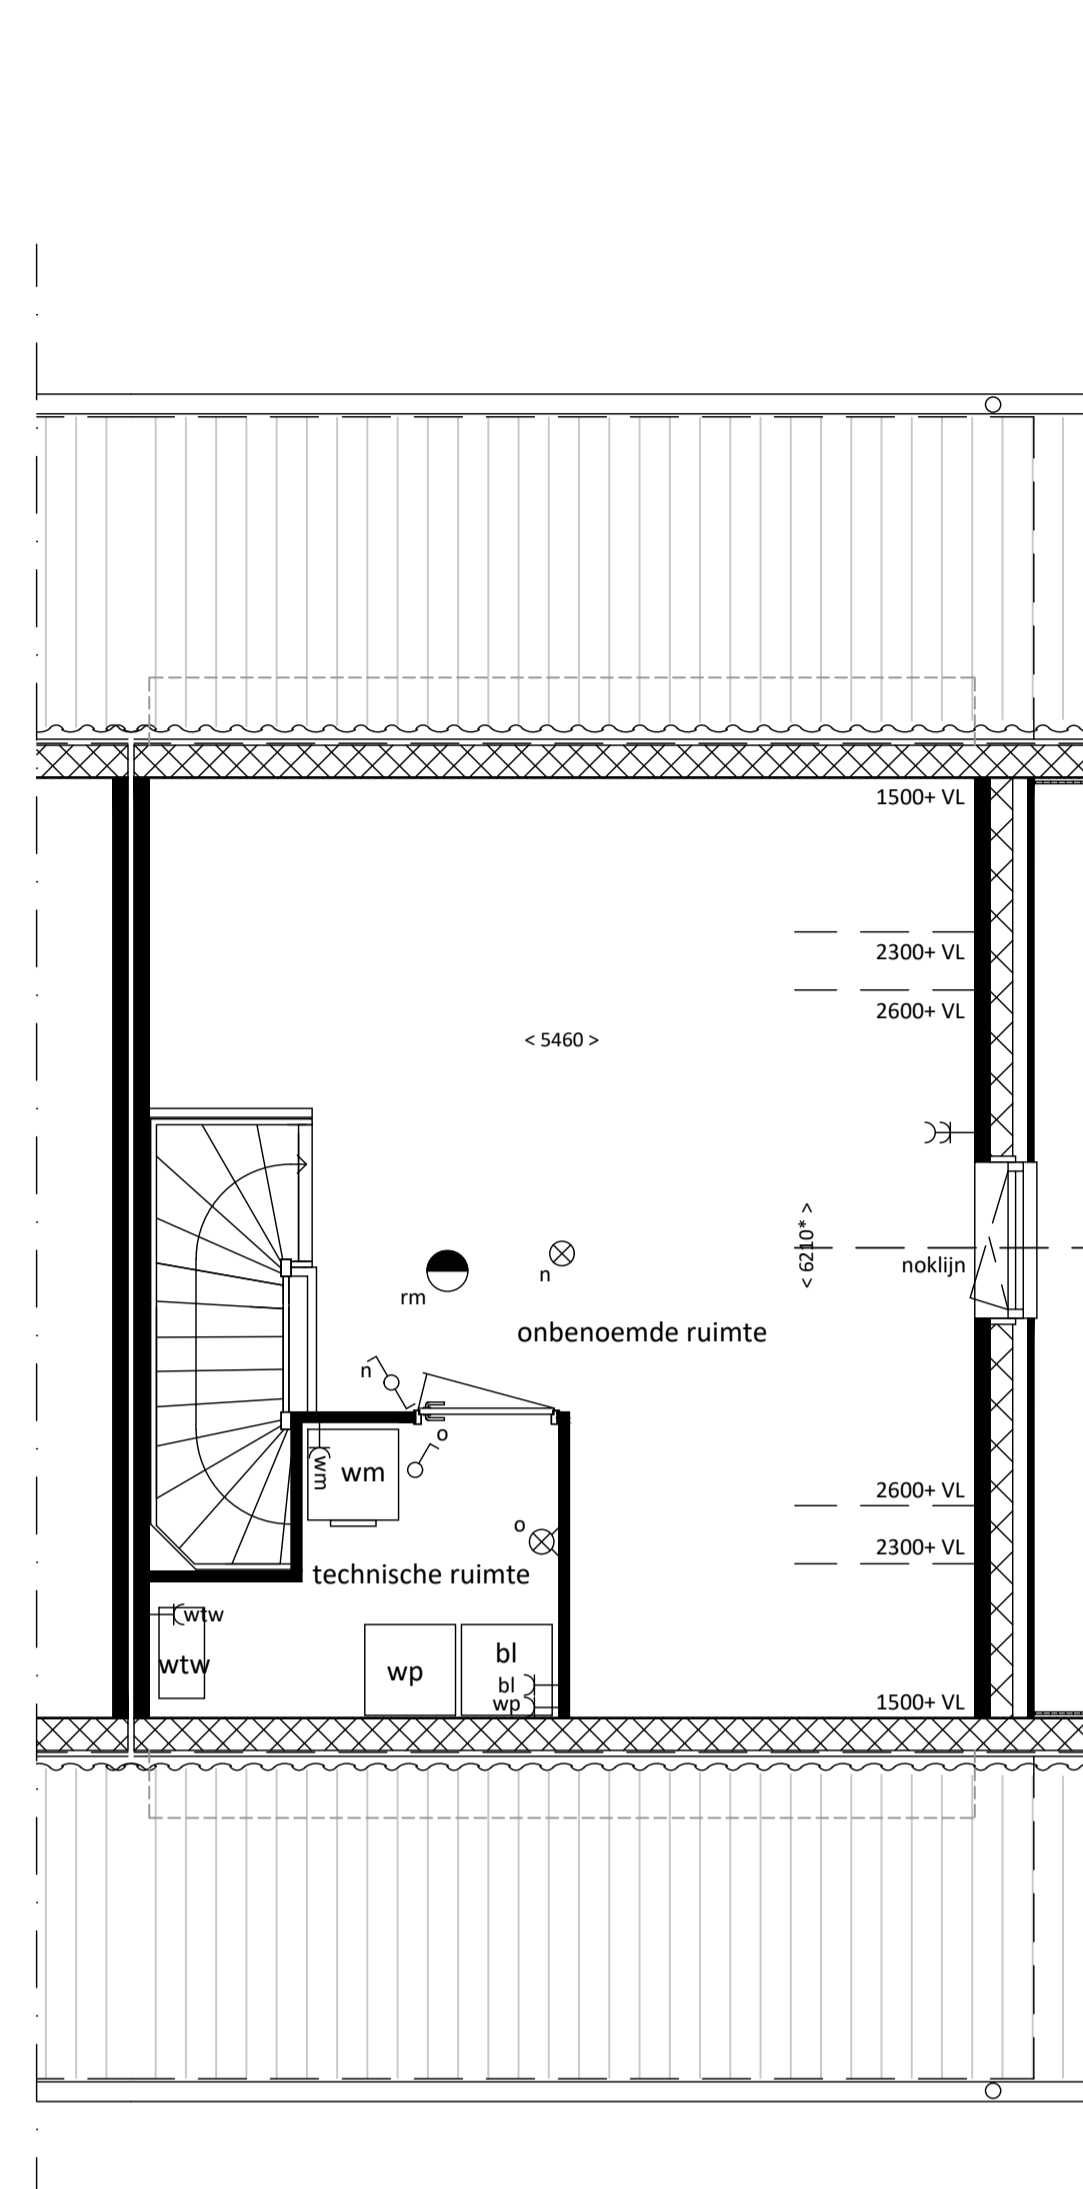 1500+ VL
2300+ VL
2600+ VL
< 5460 >
< 6210* >
noklijn
n
rm
onbenoemde ruimte
n
o
wm
wm
o
2600+ VL
2300+ VL
technische ruimte
wtw
wtw
wp
bl
bl
wp
1500+ VL